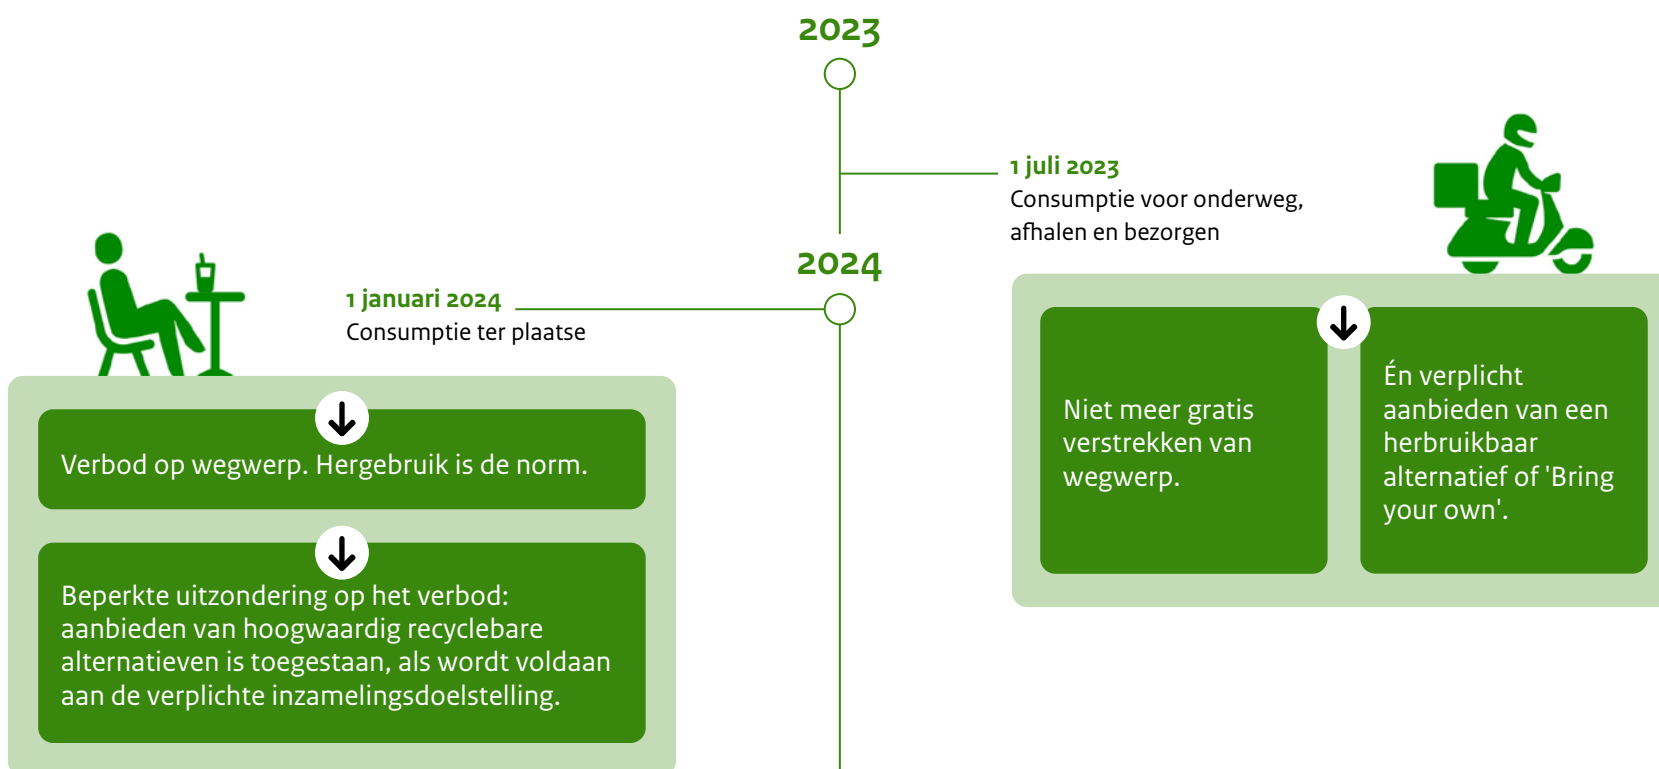 2023
1 juli 2023
Consumptie voor onderweg,
afhalen en bezorgen
Niet meer gratis
verstrekken van
wegwerp.
Én verplicht
aanbieden van een
herbruikbaar
alternatief of 'Bring
your own'.
2024
1 januari 2024
Consumptie ter plaatse
Verbod op wegwerp. Hergebruik is de norm.
Beperkte uitzondering op het verbod:
aanbieden van hoogwaardig recyclebare
alternatieven is toegestaan, als wordt voldaan
aan de verplichte inzamelingsdoelstelling.